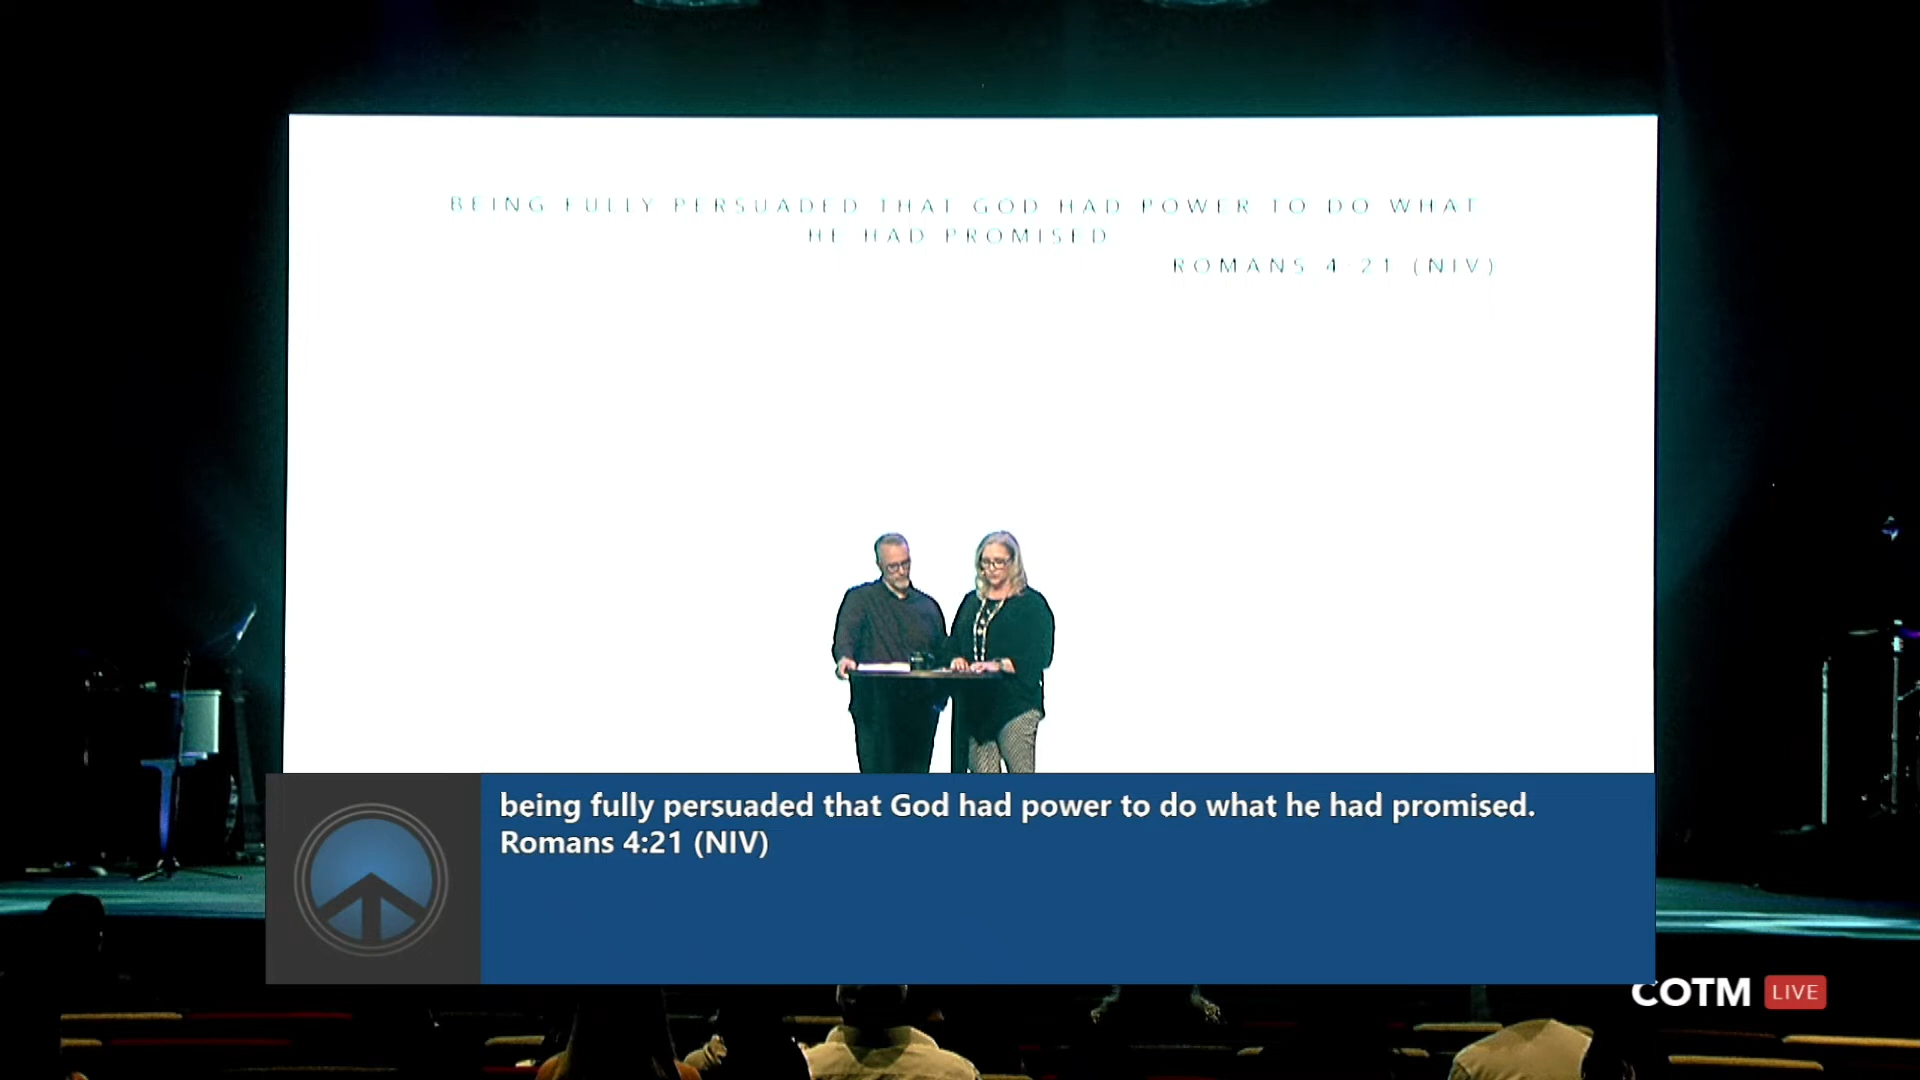 BEING FULLY PERSUADED THAT GOD HAD POWER TO DO WHAT
HE HAD PROMISED
ROMANS 4:21 (NIV)
being fully persuaded that God had power to do what he had promised.
Romans 4:21 (NIV)
COTM LIVE